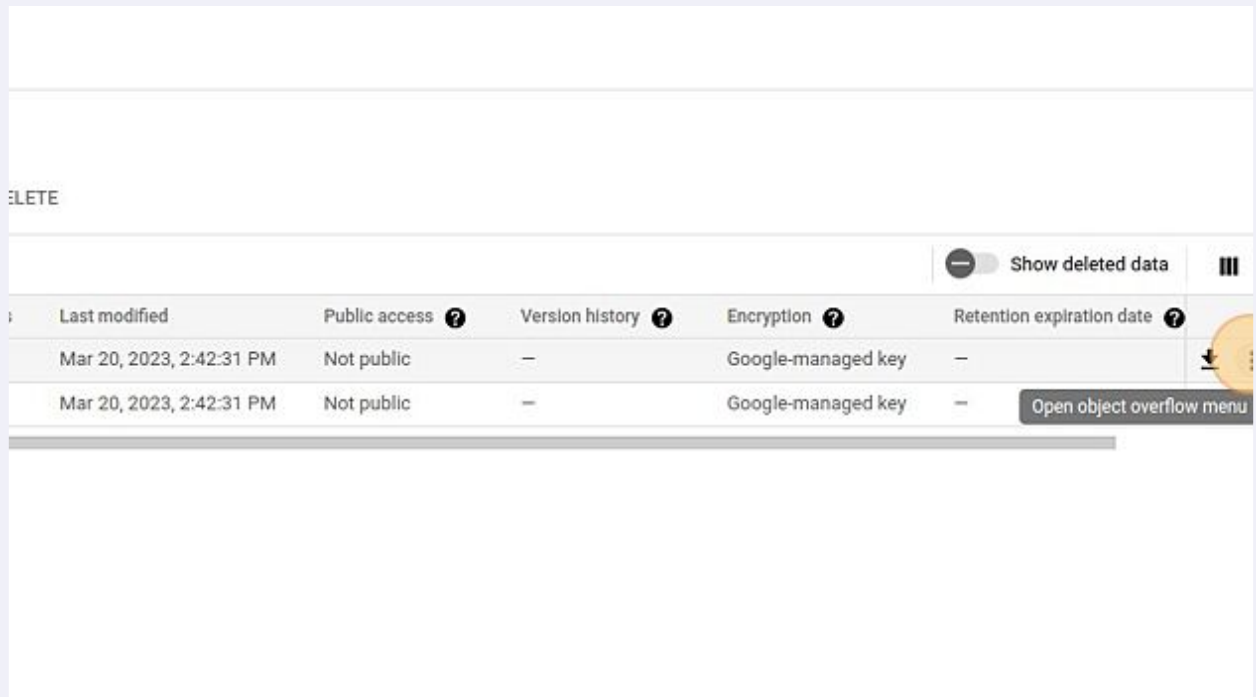 ELETE
Show deleted data
Last modified Public access Version history Encryption Retention expiration date
Mar 20, 2023, 2:42:31 PM Not public — Google-managed key —
Mar 20, 2023, 2:42:31 PM Not public — Google-managed key —
Open object overflow menu